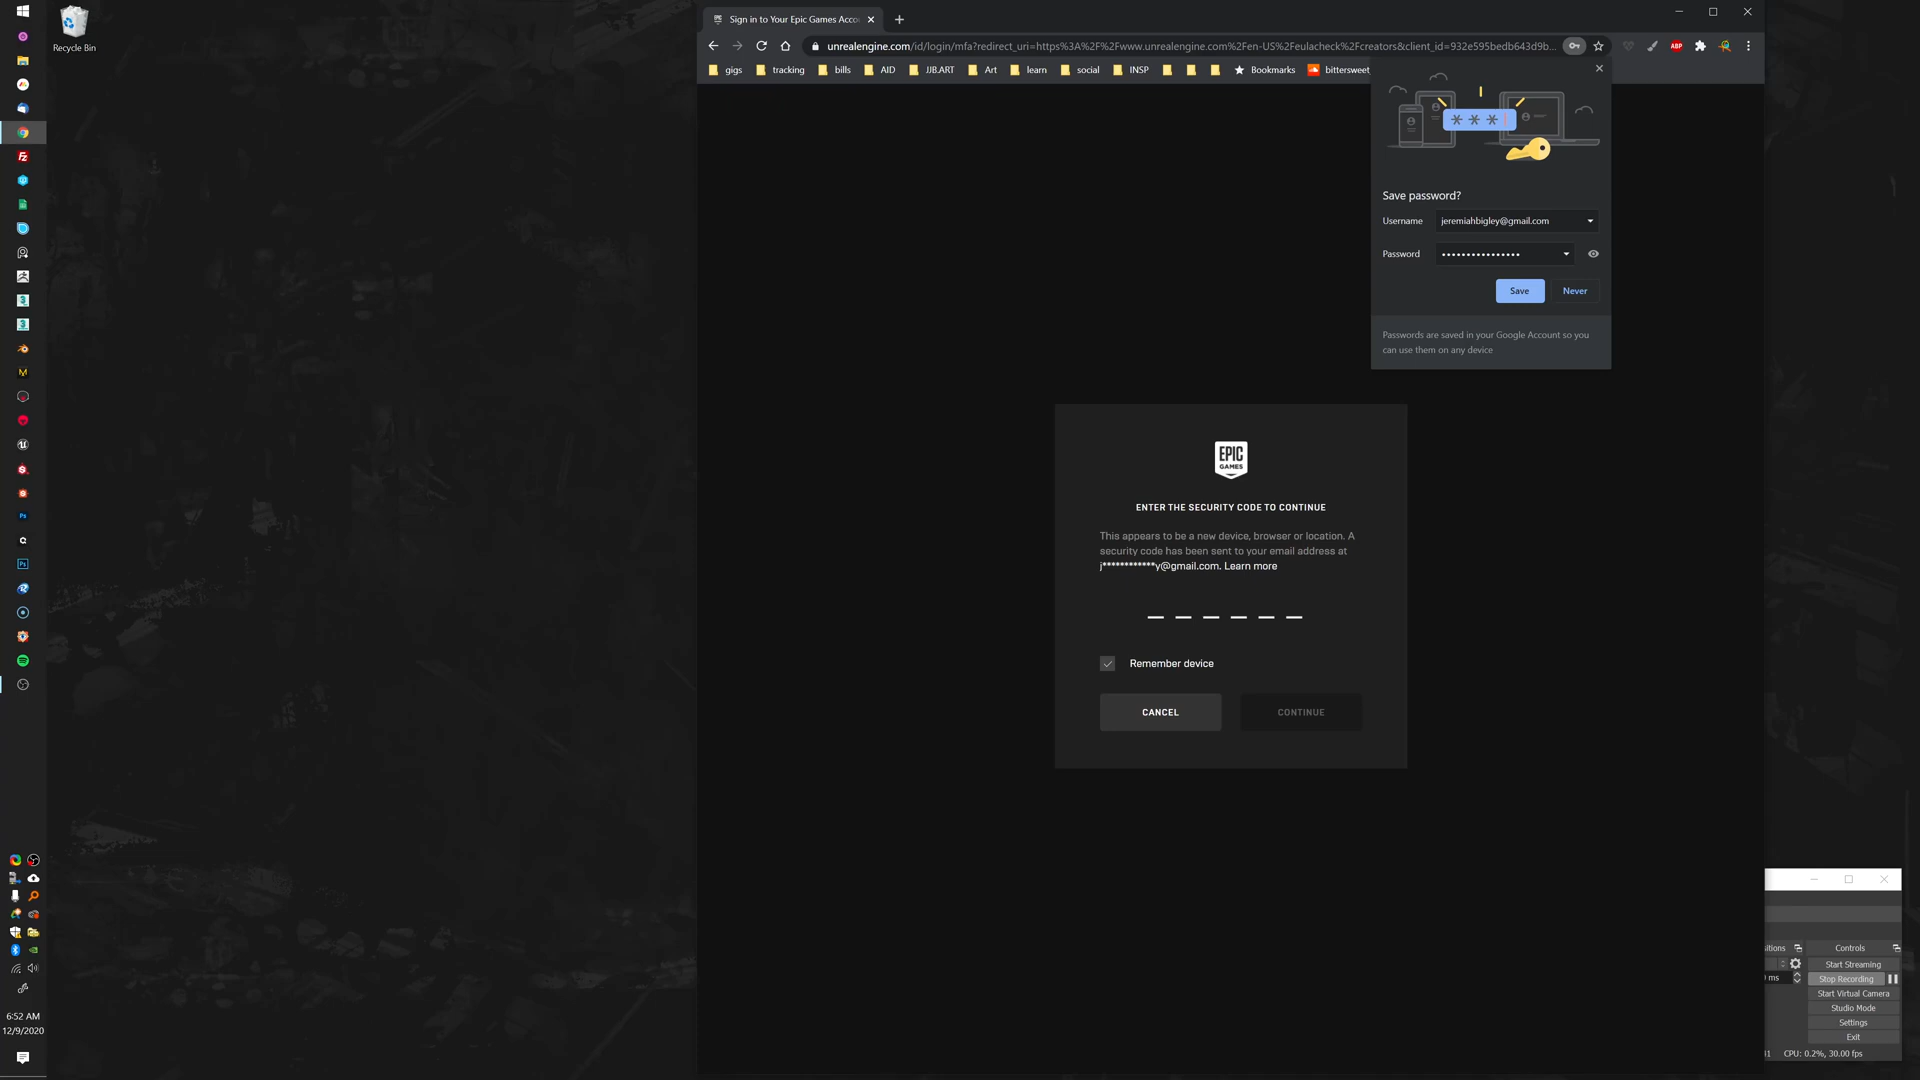 Recycle Bin
Sign in to Your Epic Games Acco
unrealengine.com/id/login/mfa?redirect_uri=https%3A%2F%2Fwww.unrealengine.com%2Fen-US%2Feulacheck%2Fcreators&client_id=932e595bedb643d9b...
ABP
gigs
tracking
bills
AID
JJB.ART
Art
learn
social
INSP
Bookmarks
bittersweet
* * *
Save password?
Username
jeremiahbigley@gmail.com
Password
••••••••••••••••
Save
Never
Passwords are saved in your Google Account so you
can use them on any device
EPIC
GAMES
ENTER THE SECURITY CODE TO CONTINUE
This appears to be a new device, browser or location. A
security code has been sent to your email address at
j************y@gmail.com. Learn more
Remember device
CANCEL
CONTINUE
itions
Controls
Start Streaming
ms
Stop Recording
Start Virtual Camera
Studio Mode
Settings
Exit
CPU: 0.2%, 30.00 fps
6:52 AM
12/9/2020